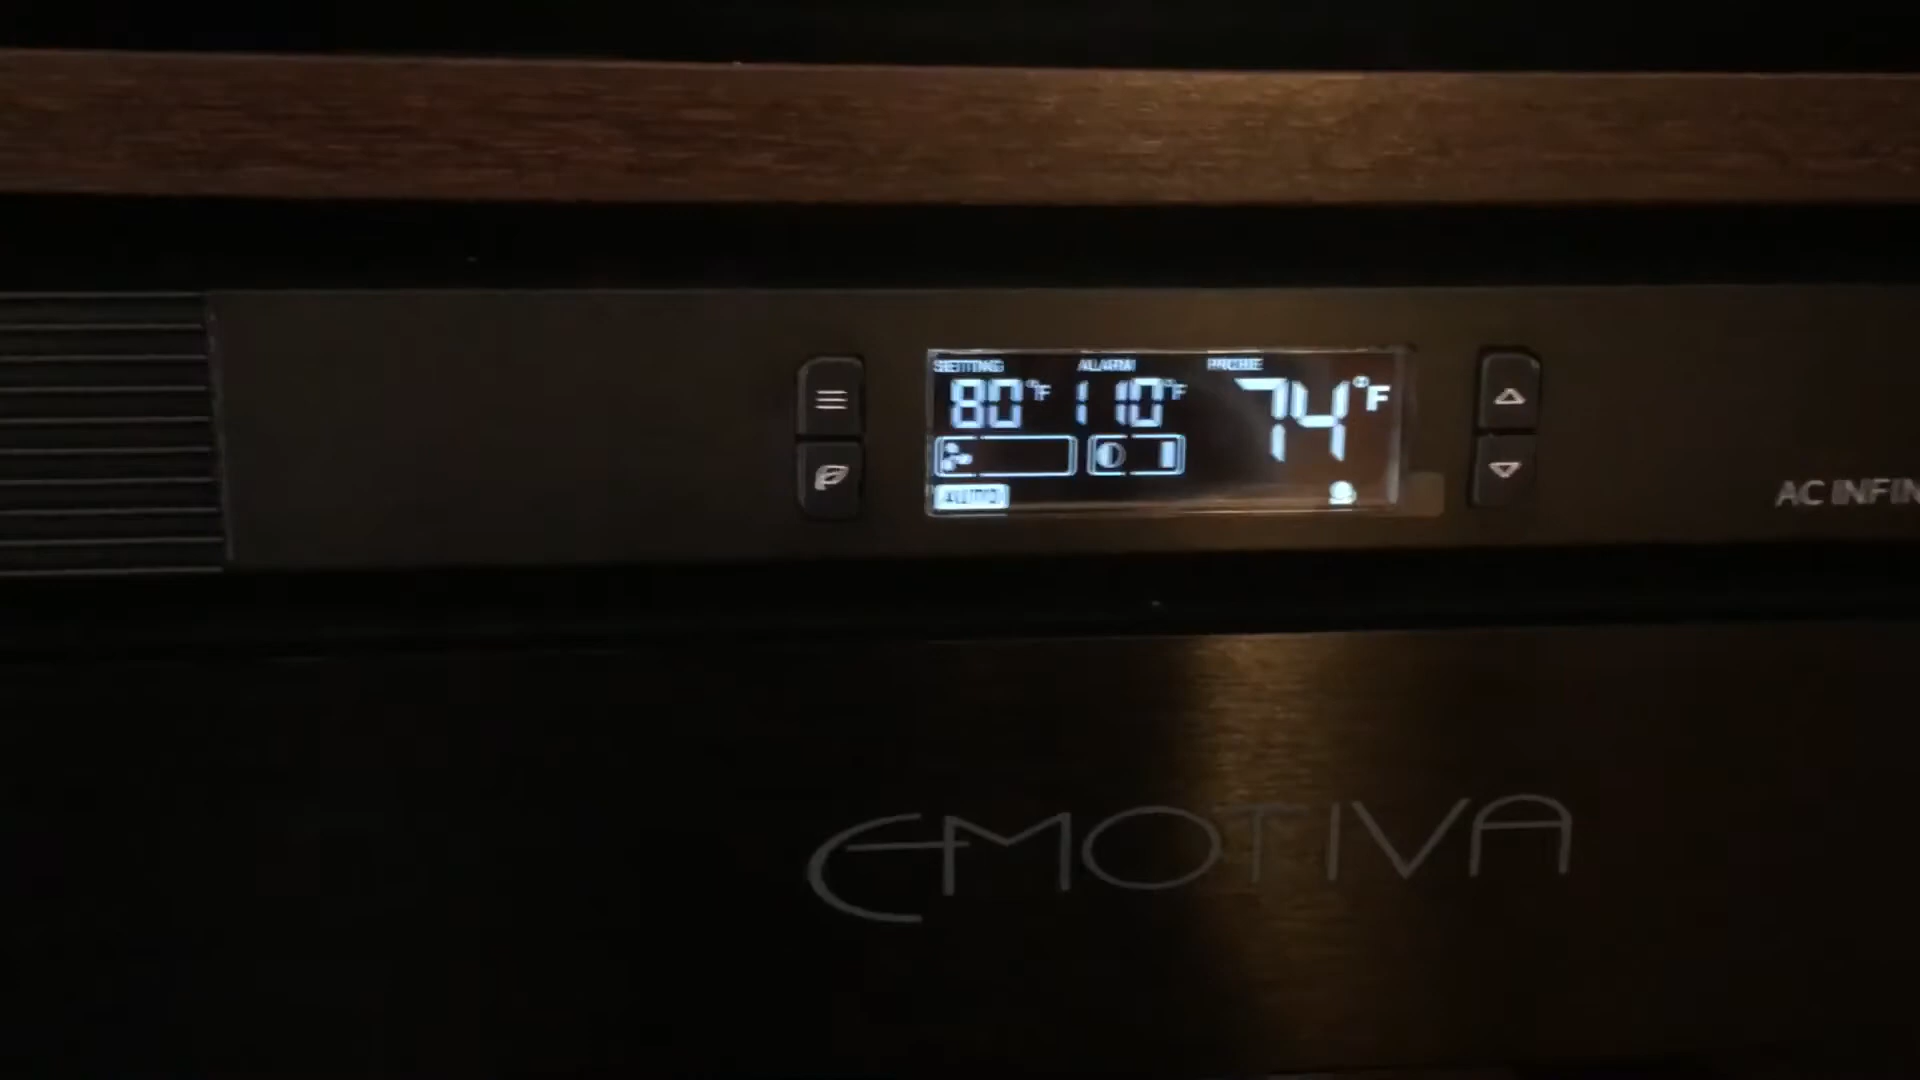 SETTING ALARM PROBE
80°F 110°F 74°F
AUTO
AC INFIN
EMOTIVA